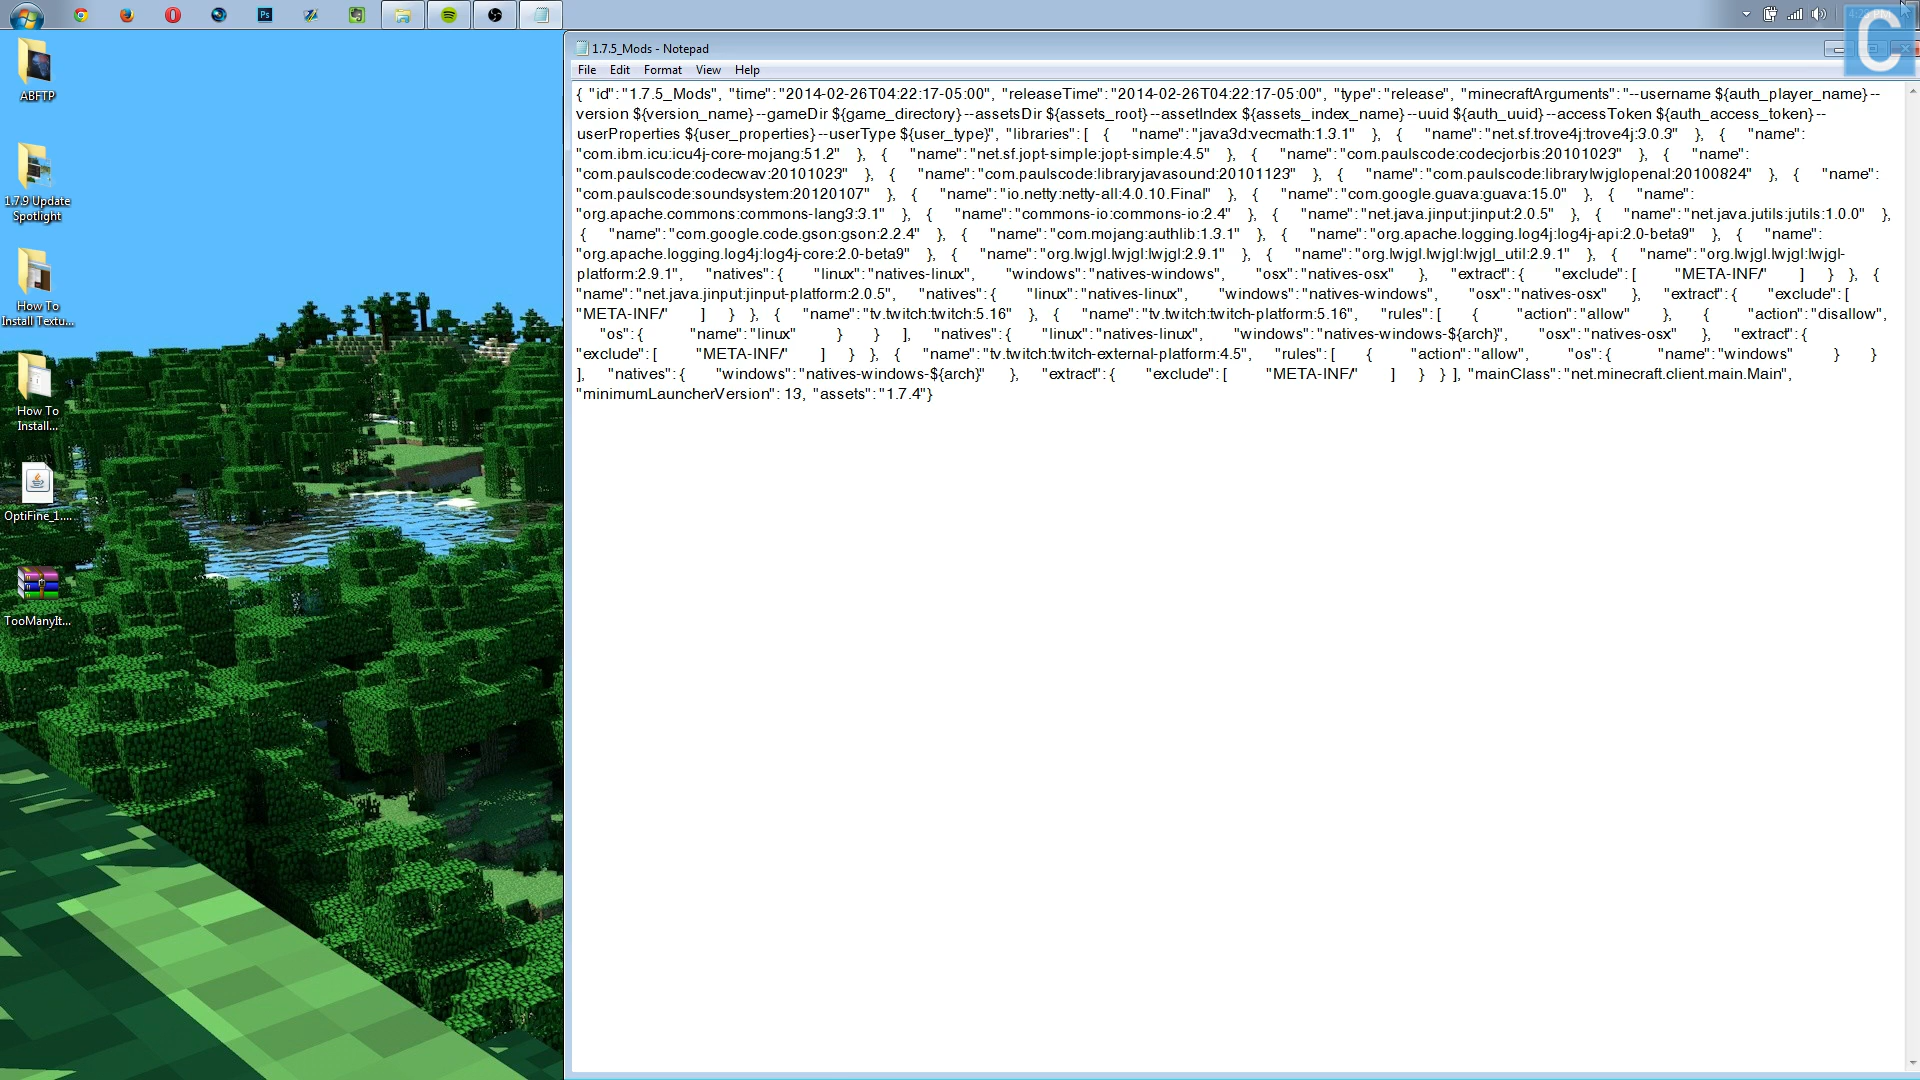 Ps
4:23 PM
C
ABFTP
1.7.9 Update
Spotlight
How To
Install Textu...
How To
Install...
OptiFine_1....
TooManyIt...
1.7.5_Mods - Notepad
File Edit Format View Help
{ "id": "1.7.5_Mods", "time": "2014-02-26T04:22:17-05:00", "releaseTime": "2014-02-26T04:22:17-05:00", "type": "release", "minecraftArguments": "--username ${auth_player_name} --
version ${version_name} --gameDir ${game_directory} --assetsDir ${assets_root} --assetIndex ${assets_index_name} --uuid ${auth_uuid} --accessToken ${auth_access_token} --
userProperties ${user_properties} --userType ${user_type}", "libraries": [ { "name": "java3d:vecmath:1.3.1" }, { "name": "net.sf.trove4j:trove4j:3.0.3" }, { "name":
"com.ibm.icu:icu4j-core-mojang:51.2" }, { "name": "net.sf.jopt-simple:jopt-simple:4.5" }, { "name": "com.paulscode:codecjorbis:20101023" }, { "name":
"com.paulscode:codecwav:20101023" }, { "name": "com.paulscode:libraryjavasound:20101123" }, { "name": "com.paulscode:librarylwjglopenal:20100824" }, { "name":
"com.paulscode:soundsystem:20120107" }, { "name": "io.netty:netty-all:4.0.10.Final" }, { "name": "com.google.guava:guava:15.0" }, { "name":
"org.apache.commons:commons-lang3:3.1" }, { "name": "commons-io:commons-io:2.4" }, { "name": "net.java.jinput:jinput:2.0.5" }, { "name": "net.java.jutils:jutils:1.0.0" },
{ "name": "com.google.code.gson:gson:2.2.4" }, { "name": "com.mojang:authlib:1.3.1" }, { "name": "org.apache.logging.log4j:log4j-api:2.0-beta9" }, { "name":
"org.apache.logging.log4j:log4j-core:2.0-beta9" }, { "name": "org.lwjgl.lwjgl:lwjgl:2.9.1" }, { "name": "org.lwjgl.lwjgl:lwjgl_util:2.9.1" }, { "name": "org.lwjgl.lwjgl:lwjgl-
platform:2.9.1", "natives": { "linux": "natives-linux", "windows": "natives-windows", "osx": "natives-osx" }, "extract": { "exclude": [ "META-INF/" ] } }, {
"name": "net.java.jinput:jinput-platform:2.0.5", "natives": { "linux": "natives-linux", "windows": "natives-windows", "osx": "natives-osx" }, "extract": { "exclude": [
"META-INF/" ] } }, { "name": "tv.twitch:twitch:5.16" }, { "name": "tv.twitch:twitch-platform:5.16", "rules": [ { "action": "allow" }, { "action": "disallow",
"os": { "name": "linux" } } ], "natives": { "linux": "natives-linux", "windows": "natives-windows-${arch}", "osx": "natives-osx" }, "extract": {
"exclude": [ "META-INF/" ] } }, { "name": "tv.twitch:twitch-external-platform:4.5", "rules": [ { "action": "allow", "os": { "name": "windows" } }
], "natives": { "windows": "natives-windows-${arch}" }, "extract": { "exclude": [ "META-INF/" ] } } ], "mainClass": "net.minecraft.client.main.Main",
"minimumLauncherVersion": 13, "assets": "1.7.4"}